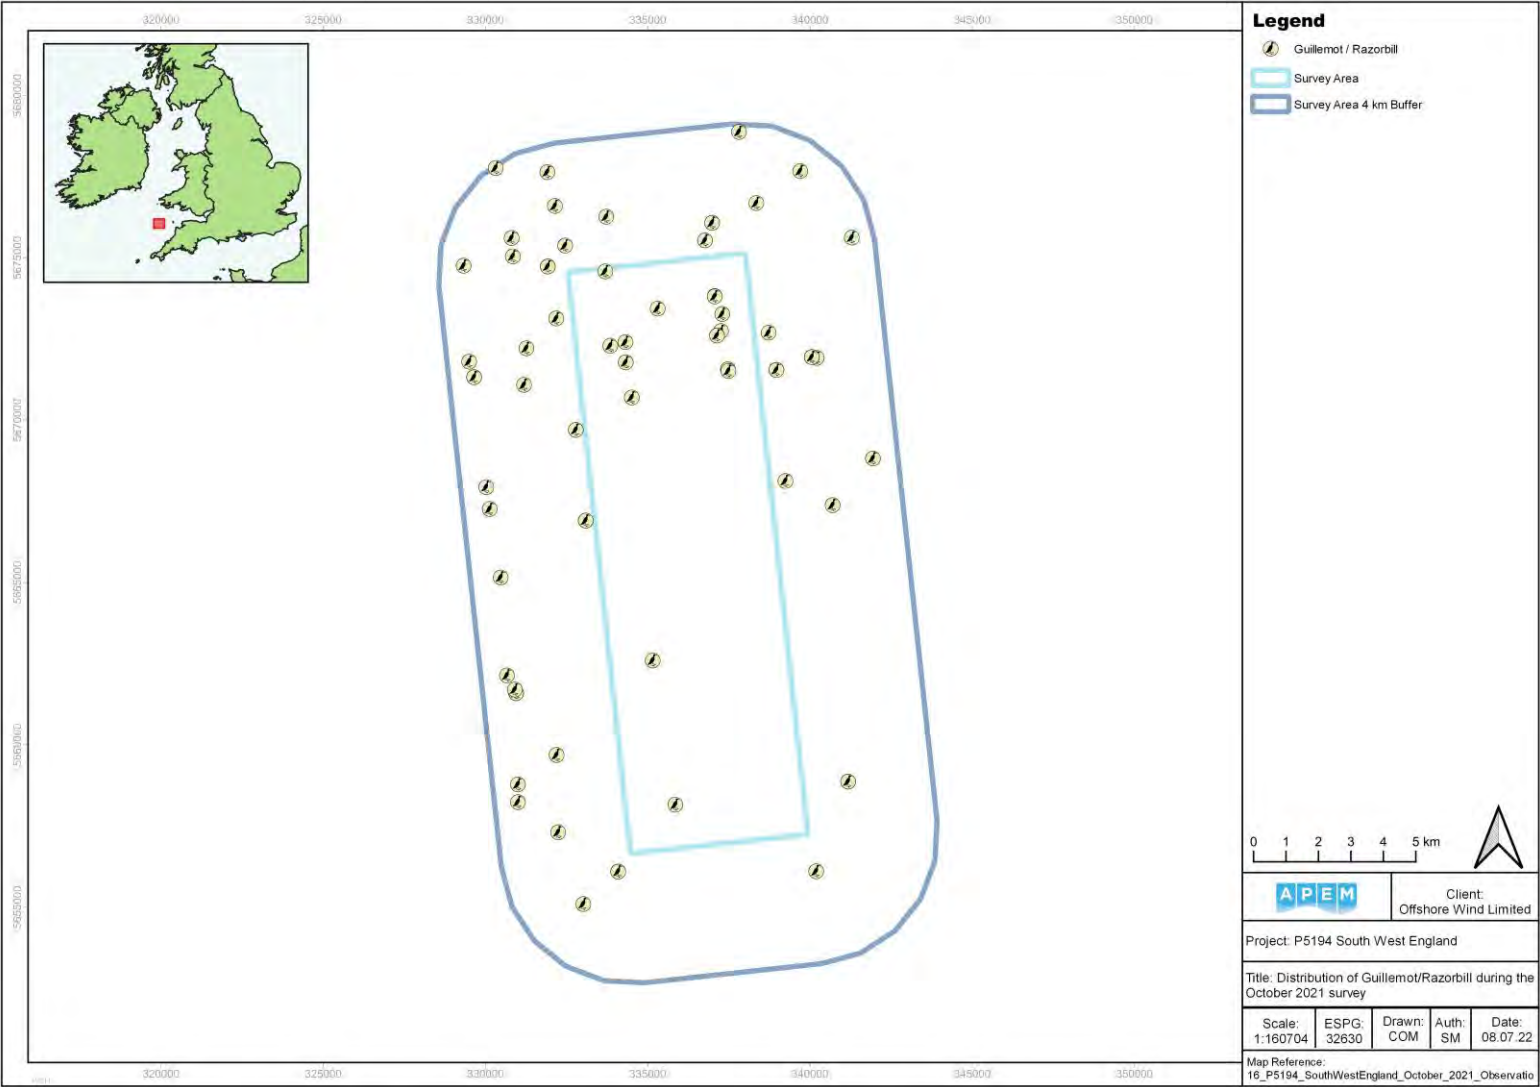 320000 325000 330000 335000 340000 345000 350000
5680000
5675000
5670000
5665000
5660000
5655000
320000 325000 330000 335000 340000 345000 350000
Legend
Guillemot / Razorbill
Survey Area
Survey Area 4 km Buffer
0 1 2 3 4 5 km
APEM
Client:
Offshore Wind Limited
Project: P5194 South West England
Title: Distribution of Guillemot/Razorbill during the
October 2021 survey
Scale:
1:160704
ESPG:
32630
Drawn:
COM
Auth:
SM
Date:
08.07.22
Map Reference:
16_P5194_SouthWestEngland_October_2021_Observatio